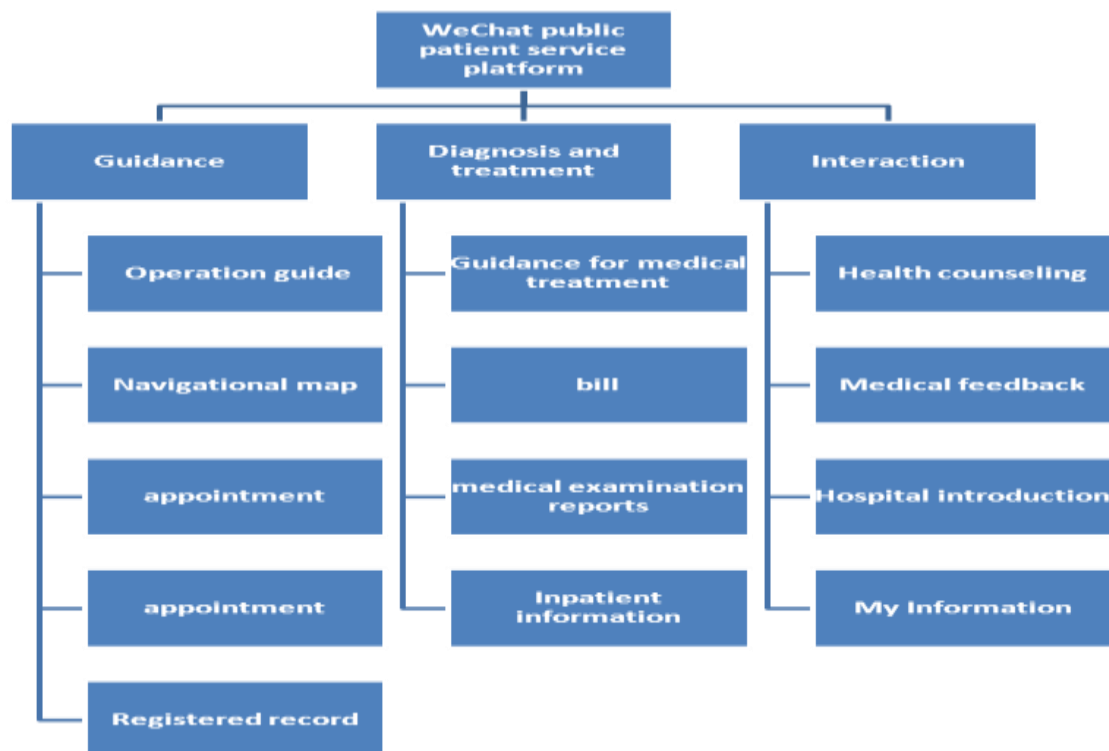 WeChat public
patient service
platform
Guidance
Diagnosis and
treatment
Interaction
Operation guide
Guidance for medical
treatment
Health counseling
Navigational map
bill
Medical feedback
appointment
medical examination
reports
Hospital introduction
appointment
Inpatient
information
My Information
Registered record